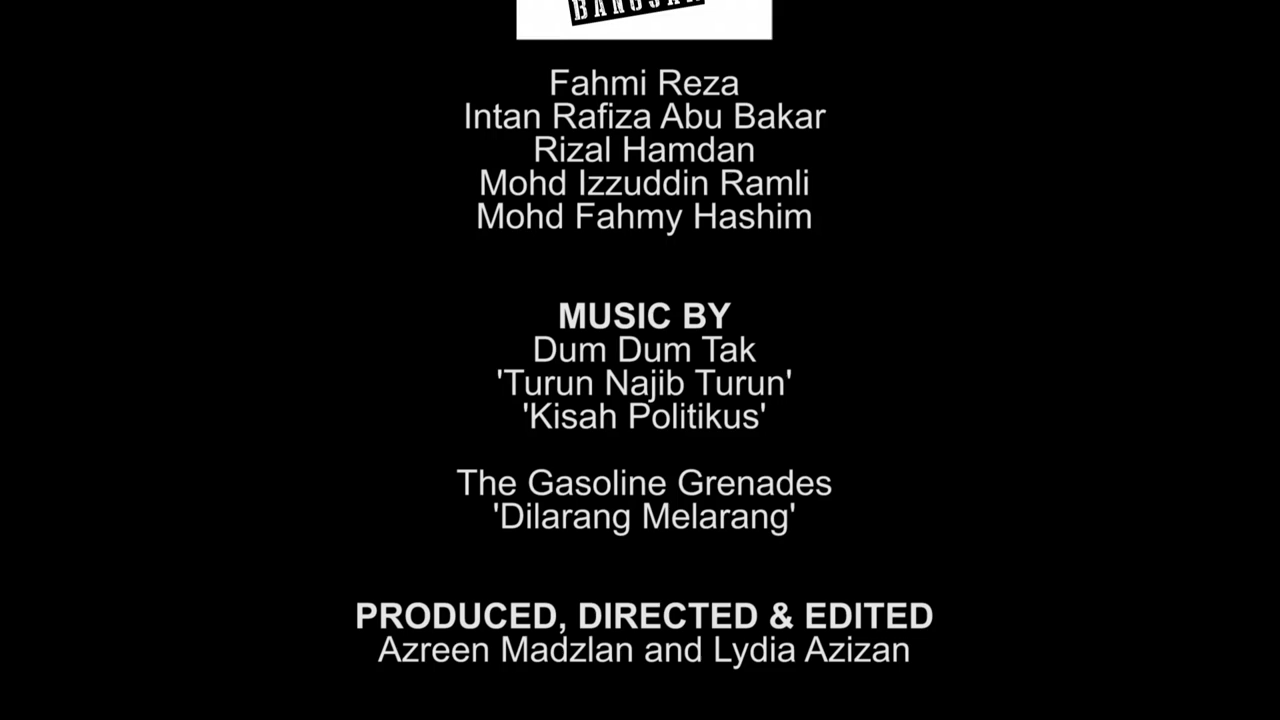 Fahmi Reza
Intan Rafiza Abu Bakar
Rizal Hamdan
Mohd Izzuddin Ramli
Mohd Fahmy Hashim
MUSIC BY
Dum Dum Tak
'Turun Najib Turun'
'Kisah Politikus'
The Gasoline Grenades
'Dilarang Melarang'
PRODUCED, DIRECTED & EDITED
Azreen Madzlan and Lydia Azizan